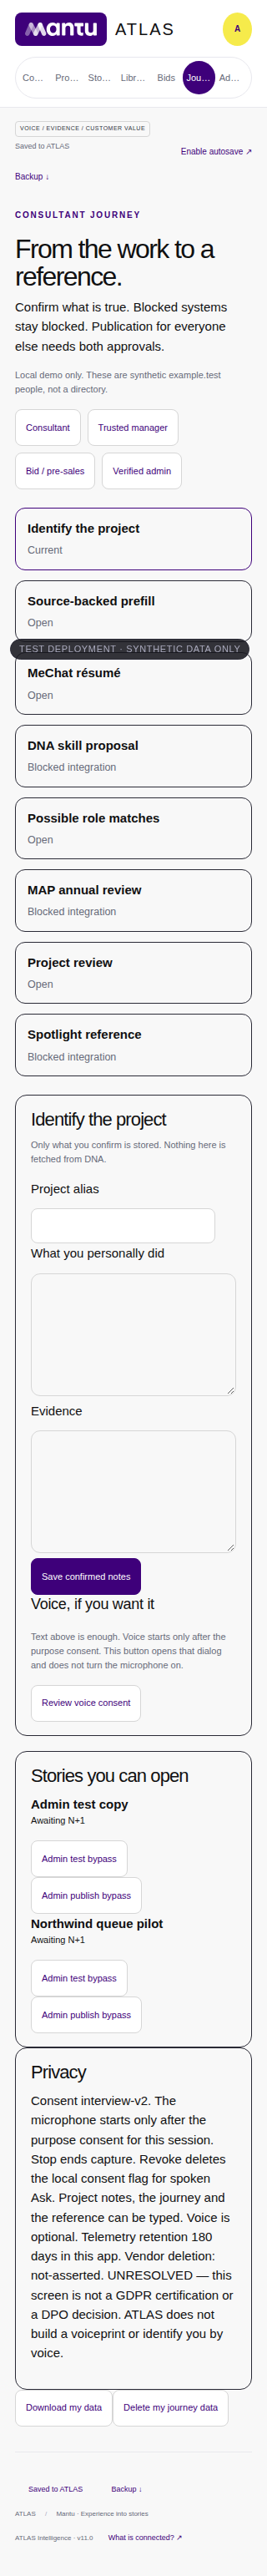 mantu ATLAS A
Co… Pro… Sto… Libr… Bids Jou… Ad…
VOICE / EVIDENCE / CUSTOMER VALUE
Saved to ATLAS
Enable autosave ↗
Backup ↓
CONSULTANT JOURNEY
From the work to a
reference.
Confirm what is true. Blocked systems
stay blocked. Publication for everyone
else needs both approvals.
Local demo only. These are synthetic example.test
people, not a directory.
Consultant Trusted manager
Bid / pre-sales Verified admin
Identify the project
Current
Source-backed prefill
Open
TEST DEPLOYMENT · SYNTHETIC DATA ONLY
MeChat résumé
Open
DNA skill proposal
Blocked integration
Possible role matches
Open
MAP annual review
Blocked integration
Project review
Open
Spotlight reference
Blocked integration
Identify the project
Only what you confirm is stored. Nothing here is
fetched from DNA.
Project alias
What you personally did
Evidence
Save confirmed notes
Voice, if you want it
Text above is enough. Voice starts only after the
purpose consent. This button opens that dialog
and does not turn the microphone on.
Review voice consent
Stories you can open
Admin test copy
Awaiting N+1
Admin test bypass
Admin publish bypass
Northwind queue pilot
Awaiting N+1
Admin test bypass
Admin publish bypass
Privacy
Consent interview-v2. The
microphone starts only after the
purpose consent for this session.
Stop ends capture. Revoke deletes
the local consent flag for spoken
Ask. Project notes, the journey and
the reference can be typed. Voice is
optional. Telemetry retention 180
days in this app. Vendor deletion:
not-asserted. UNRESOLVED — this
screen is not a GDPR certification or
a DPO decision. ATLAS does not
build a voiceprint or identify you by
voice.
Download my data Delete my journey data
Saved to ATLAS Backup ↓
ATLAS / Mantu · Experience into stories
ATLAS Intelligence · v11.0 What is connected? ↗